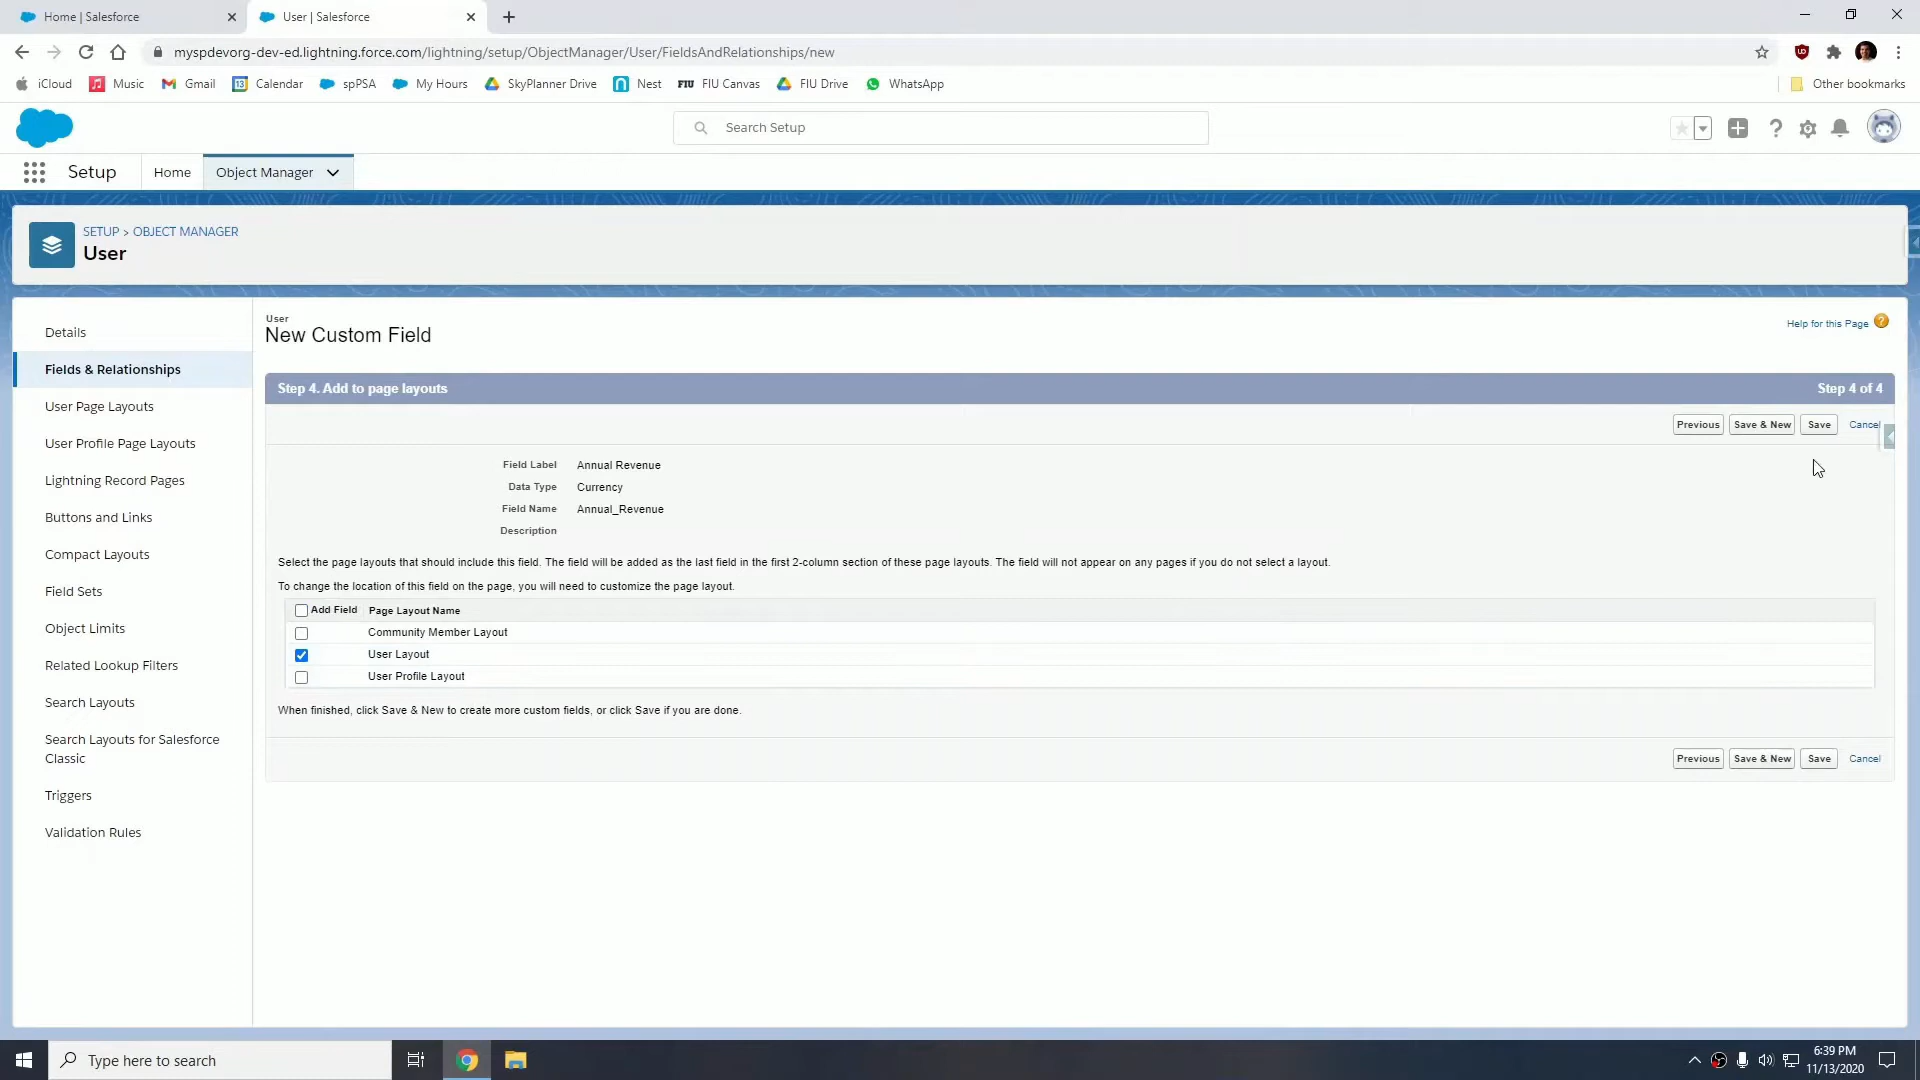 Home | Salesforce
User | Salesforce
myspdevorg-dev-ed.lightning.force.com/lightning/setup/ObjectManager/User/FieldsAndRelationships/new
iCloud
Music
Gmail
Calendar
spPSA
My Hours
SkyPlanner Drive
Nest
FIU FIU Canvas
FIU Drive
WhatsApp
Other bookmarks
Search Setup
Setup
Home
Object Manager
SETUP > OBJECT MANAGER
User
Details
Fields & Relationships
User Page Layouts
User Profile Page Layouts
Lightning Record Pages
Buttons and Links
Compact Layouts
Field Sets
Object Limits
Related Lookup Filters
Search Layouts
Search Layouts for Salesforce
Classic
Triggers
Validation Rules
User
New Custom Field
Help for this Page
Step 4. Add to page layouts
Step 4 of 4
Previous
Save & New
Save
Cancel
Field Label Annual Revenue
Data Type Currency
Field Name Annual_Revenue
Description
Select the page layouts that should include this field. The field will be added as the last field in the first 2-column section of these page layouts. The field will not appear on any pages if you do not select a layout.
To change the location of this field on the page, you will need to customize the page layout.
Add Field Page Layout Name
Community Member Layout
User Layout
User Profile Layout
When finished, click Save & New to create more custom fields, or click Save if you are done.
Previous
Save & New
Save
Cancel
Type here to search
6:39 PM
11/13/2020